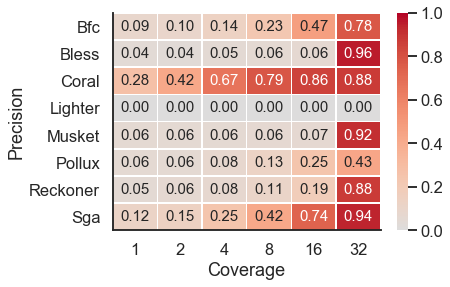 Bfc 0.09 0.10 0.14 0.23 0.47 0.78
Bless 0.04 0.04 0.05 0.06 0.06 0.96
Coral 0.28 0.42 0.67 0.79 0.86 0.88
Lighter 0.00 0.00 0.00 0.00 0.00 0.00
Musket 0.06 0.06 0.06 0.06 0.07 0.92
Pollux 0.06 0.06 0.08 0.13 0.25 0.43
Reckoner 0.05 0.06 0.08 0.11 0.19 0.88
Sga 0.12 0.15 0.25 0.42 0.74 0.94
1 2 4 8 16 32
Coverage
Precision
1.0
0.8
0.6
0.4
0.2
0.0